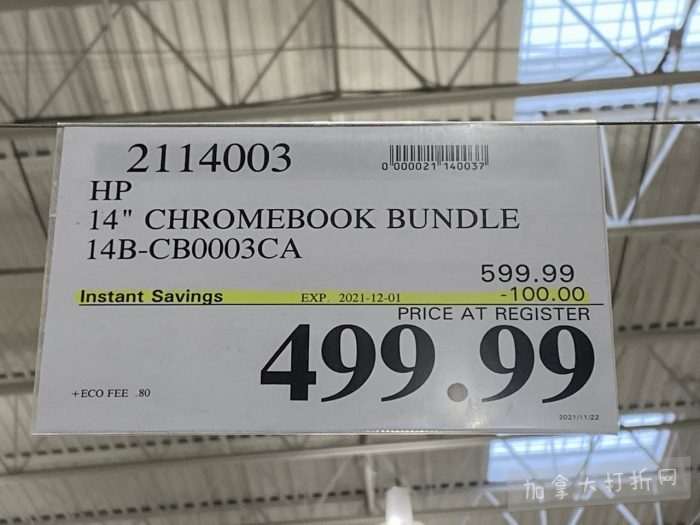 2114003
0 000021 140037
HP
14" CHROMEBOOK BUNDLE
14B-CB0003CA
599.99
Instant Savings EXP. 2021-12-01 -100.00
PRICE AT REGISTER
499.99
+ECO FEE .80
2021/11/22
加拿大打折网